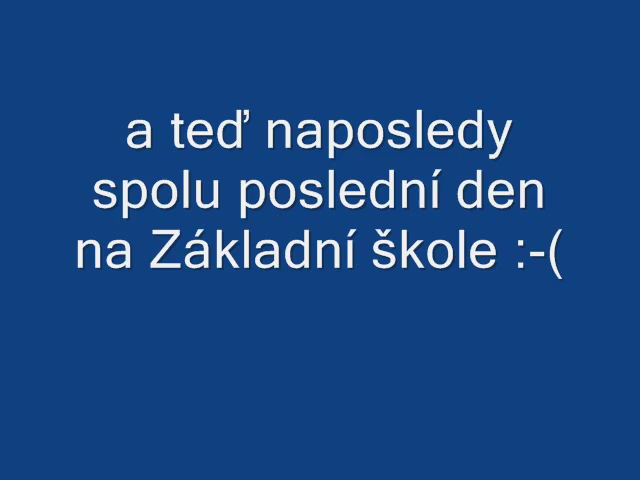 a teď naposledy
spolu poslední den
na Základní škole :-(